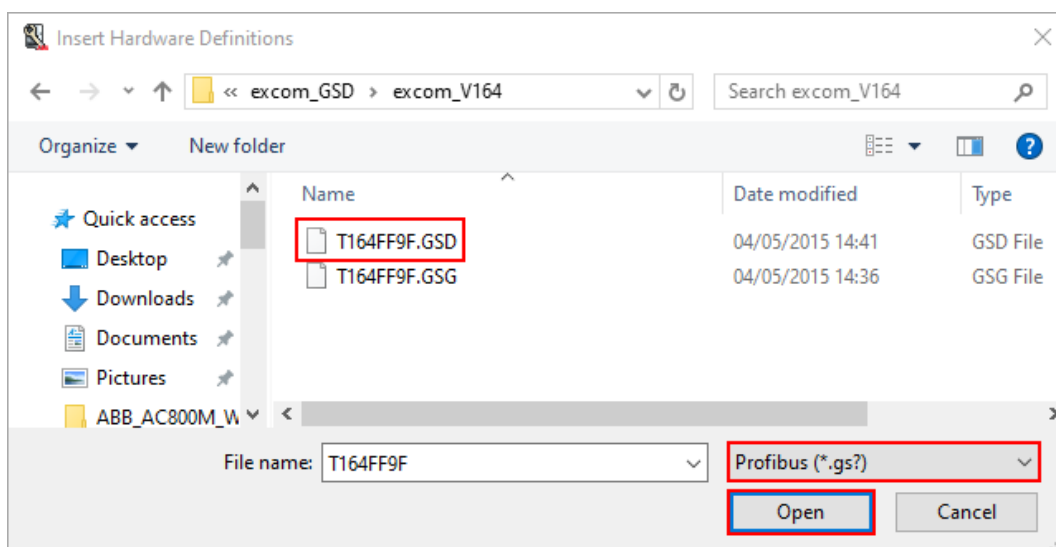 Insert Hardware Definitions
« excom_GSD > excom_V164
Search excom_V164
Organize
New folder
?
Name
Date modified
Type
Quick access
Desktop
Downloads
Documents
Pictures
ABB_AC800M_W
T164FF9F.GSD 04/05/2015 14:41 GSD File
T164FF9F.GSG 04/05/2015 14:36 GSG File
File name: T164FF9F
Profibus (*.gs?)
Open
Cancel